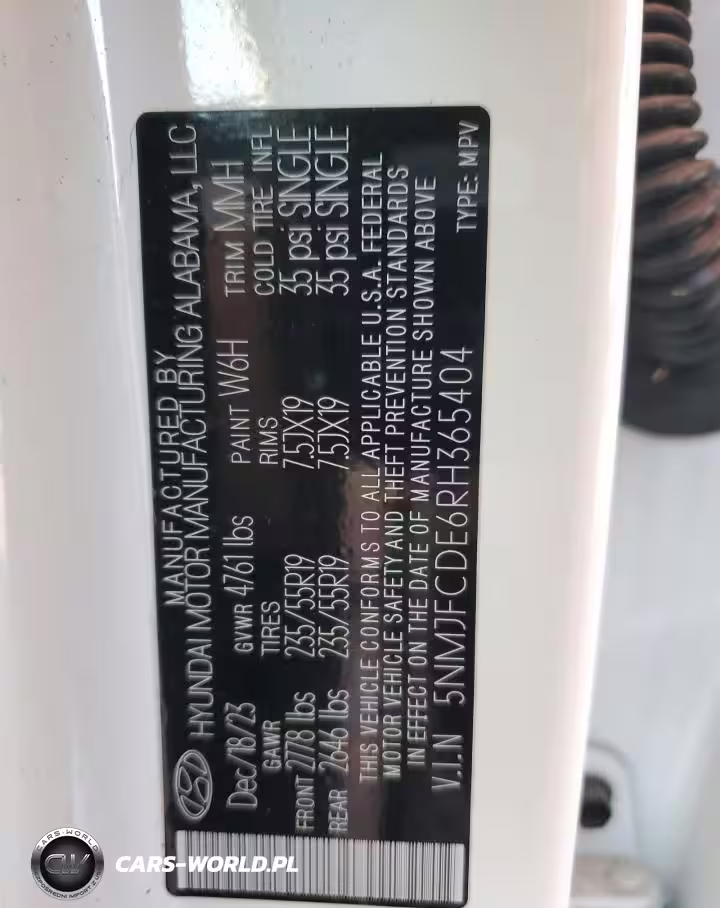 MANUFACTURED BY
HYUNDAI MOTOR MANUFACTURING ALABAMA, LLC
Dec/18/23 GVWR 4761 lbs PAINT W6H TRIM MMH
GAWR TIRES RIMS COLD TIRE INFL
FRONT 2778 lbs 235/55R19 7.5JX19 35 psi SINGLE
REAR 2646 lbs 235/55R19 7.5JX19 35 psi SINGLE
THIS VEHICLE CONFORMS TO ALL APPLICABLE U.S.A. FEDERAL
MOTOR VEHICLE SAFETY AND THEFT PREVENTION STANDARDS
IN EFFECT ON THE DATE OF MANUFACTURE SHOWN ABOVE
V.I.N 5NMJFCDE6RH365404 TYPE: MPV
CARS-WORLD
CW
CARS-WORLD.PL